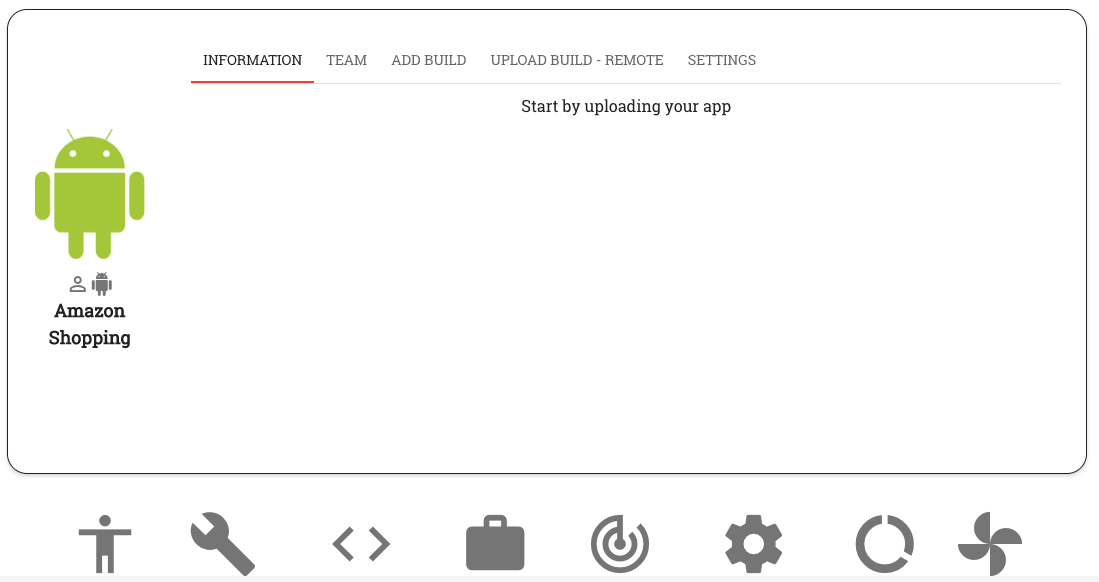 INFORMATION TEAM ADD BUILD UPLOAD BUILD - REMOTE SETTINGS
Start by uploading your app
Amazon
Shopping